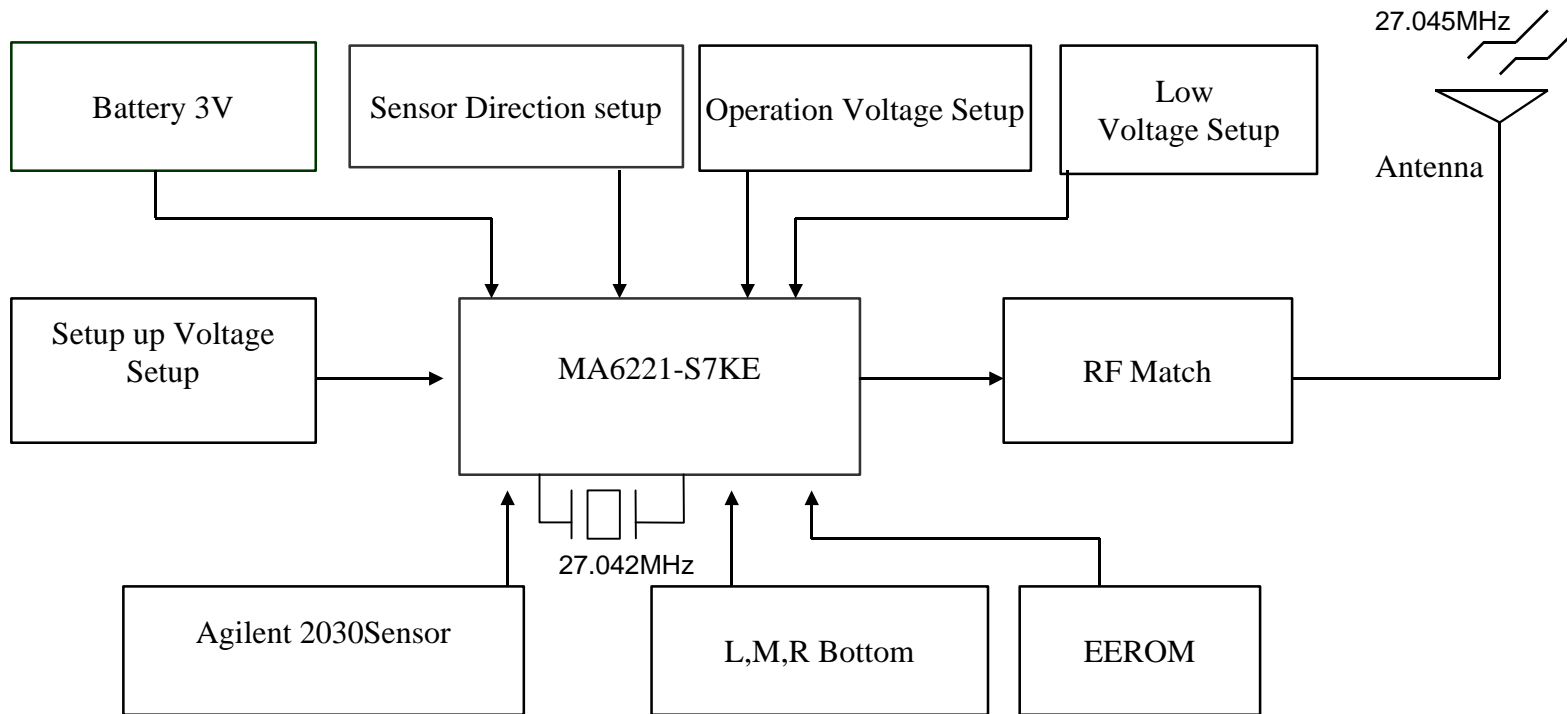 27.045MHz
Battery 3V
Sensor Direction setup
Operation Voltage Setup
Low
Voltage Setup
Antenna
Setup up Voltage
Setup
MA6221-S7KE
RF Match
27.042MHz
Agilent 2030Sensor
L,M,R Bottom
EEROM